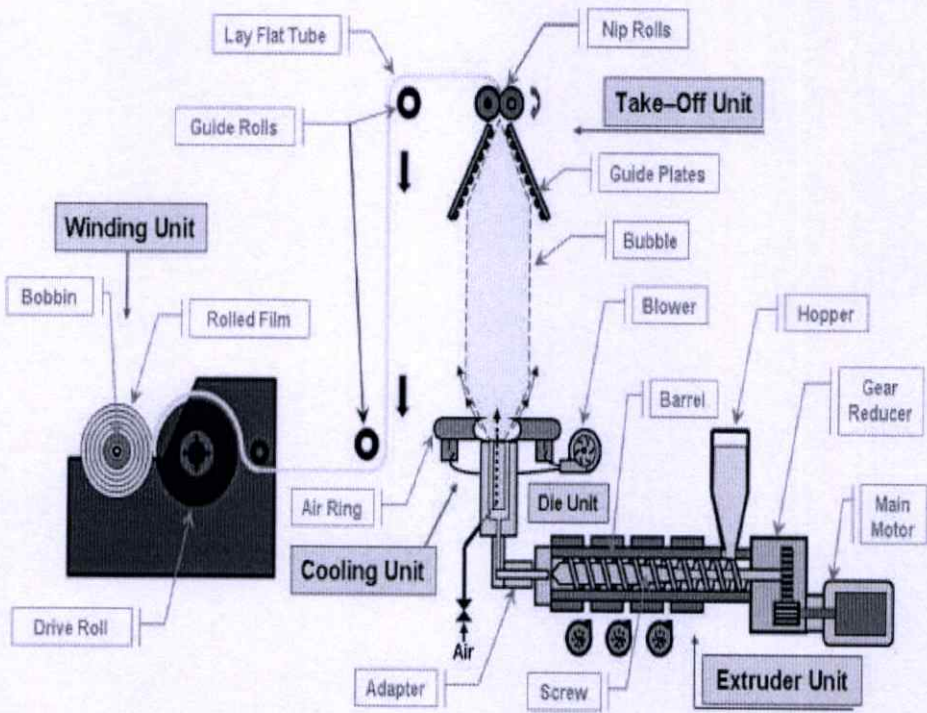 Lay Flat Tube
Nip Rolls
Take-Off Unit
Guide Rolls
Guide Plates
Winding Unit
Bubble
Bobbin
Rolled Film
Blower
Hopper
Barrel
Gear
Reducer
Air Ring
Die Unit
Main
Motor
Cooling Unit
Drive Roll
Air
Adapter
Screw
Extruder Unit